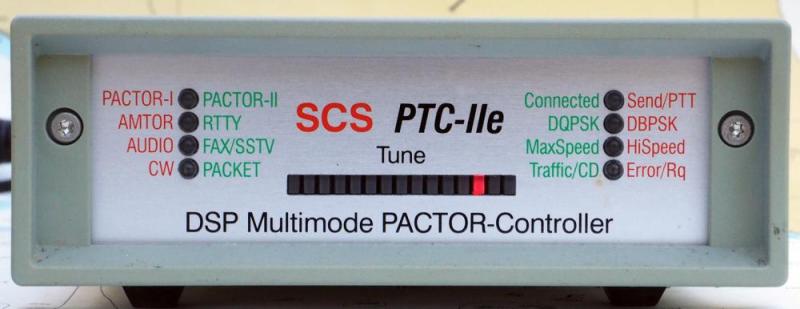 PACTOR-I PACTOR-II
AMTOR RTTY
AUDIO FAX/SSTV
CW PACKET
SCS PTC-IIe
Tune
Connected Send/PTT
DQPSK DBPSK
MaxSpeed HiSpeed
Traffic/CD Error/Rq
DSP Multimode PACTOR-Controller